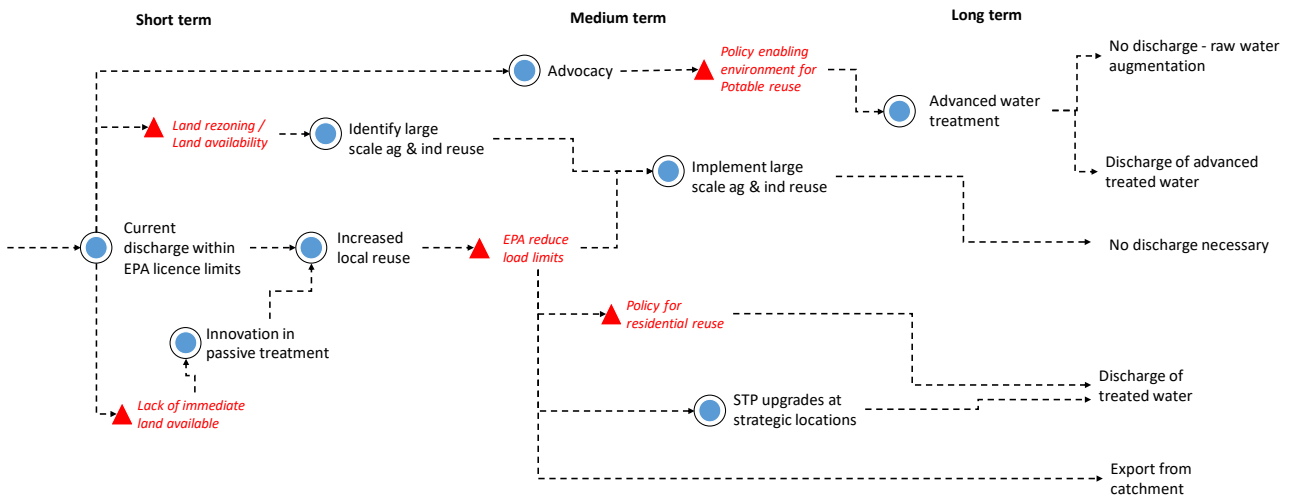 Short term
Medium term
Long term
No discharge - raw water
augmentation
Policy enabling
environment for
Potable reuse
Advocacy
Advanced water
treatment
Land rezoning /
Land availability
Identify large
scale ag & ind reuse
Implement large
scale ag & ind reuse
Discharge of advanced
treated water
Current
discharge within
EPA licence limits
Increased
local reuse
EPA reduce
load limits
No discharge necessary
Innovation in
passive treatment
Policy for
residential reuse
Lack of immediate
land available
STP upgrades at
strategic locations
Discharge of
treated water
Export from
catchment